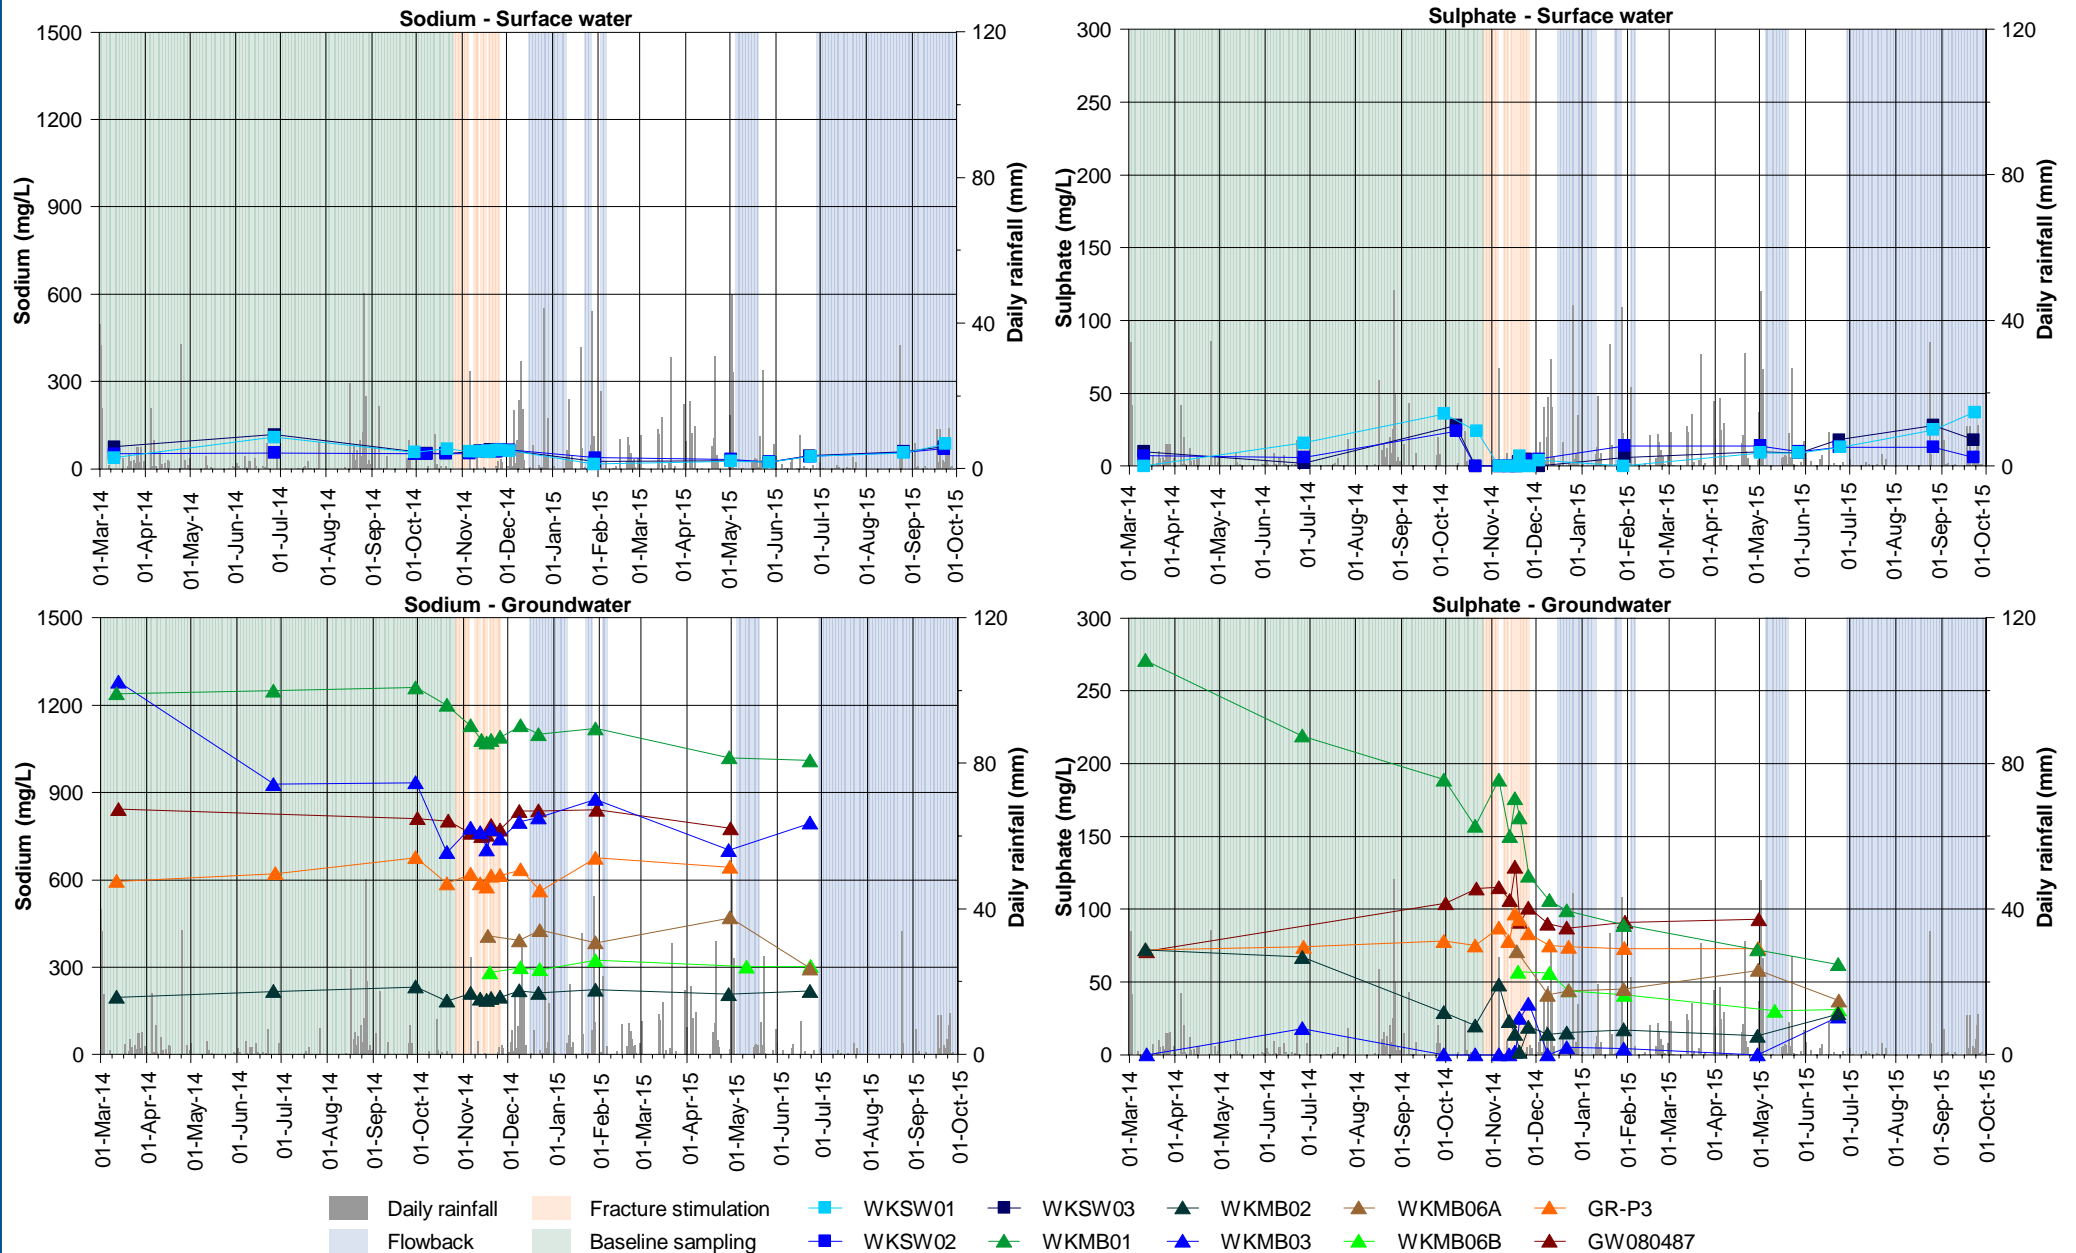 Sodium - Surface water
1500
1200
900
600
300
0
Sodium (mg/L)
120
80
40
0
Daily rainfall (mm)
01-Mar-14
01-Apr-14
01-May-14
01-Jun-14
01-Jul-14
01-Aug-14
01-Sep-14
01-Oct-14
01-Nov-14
01-Dec-14
01-Jan-15
01-Feb-15
01-Mar-15
01-Apr-15
01-May-15
01-Jun-15
01-Jul-15
01-Aug-15
01-Sep-15
01-Oct-15
Sulphate - Surface water
300
250
200
150
100
50
0
Sulphate (mg/L)
120
80
40
0
Daily rainfall (mm)
01-Mar-14
01-Apr-14
01-May-14
01-Jun-14
01-Jul-14
01-Aug-14
01-Sep-14
01-Oct-14
01-Nov-14
01-Dec-14
01-Jan-15
01-Feb-15
01-Mar-15
01-Apr-15
01-May-15
01-Jun-15
01-Jul-15
01-Aug-15
01-Sep-15
01-Oct-15
Sodium - Groundwater
1500
1200
900
600
300
0
Sodium (mg/L)
120
80
40
0
Daily rainfall (mm)
01-Mar-14
01-Apr-14
01-May-14
01-Jun-14
01-Jul-14
01-Aug-14
01-Sep-14
01-Oct-14
01-Nov-14
01-Dec-14
01-Jan-15
01-Feb-15
01-Mar-15
01-Apr-15
01-May-15
01-Jun-15
01-Jul-15
01-Aug-15
01-Sep-15
01-Oct-15
Sulphate - Groundwater
300
250
200
150
100
50
0
Sulphate (mg/L)
120
80
40
0
Daily rainfall (mm)
01-Mar-14
01-Apr-14
01-May-14
01-Jun-14
01-Jul-14
01-Aug-14
01-Sep-14
01-Oct-14
01-Nov-14
01-Dec-14
01-Jan-15
01-Feb-15
01-Mar-15
01-Apr-15
01-May-15
01-Jun-15
01-Jul-15
01-Aug-15
01-Sep-15
01-Oct-15
Daily rainfall Fracture stimulation WKSW01 WKSW03 WKMB02 WKMB06A GR-P3
Flowback Baseline sampling WKSW02 WKMB01 WKMB03 WKMB06B GW080487